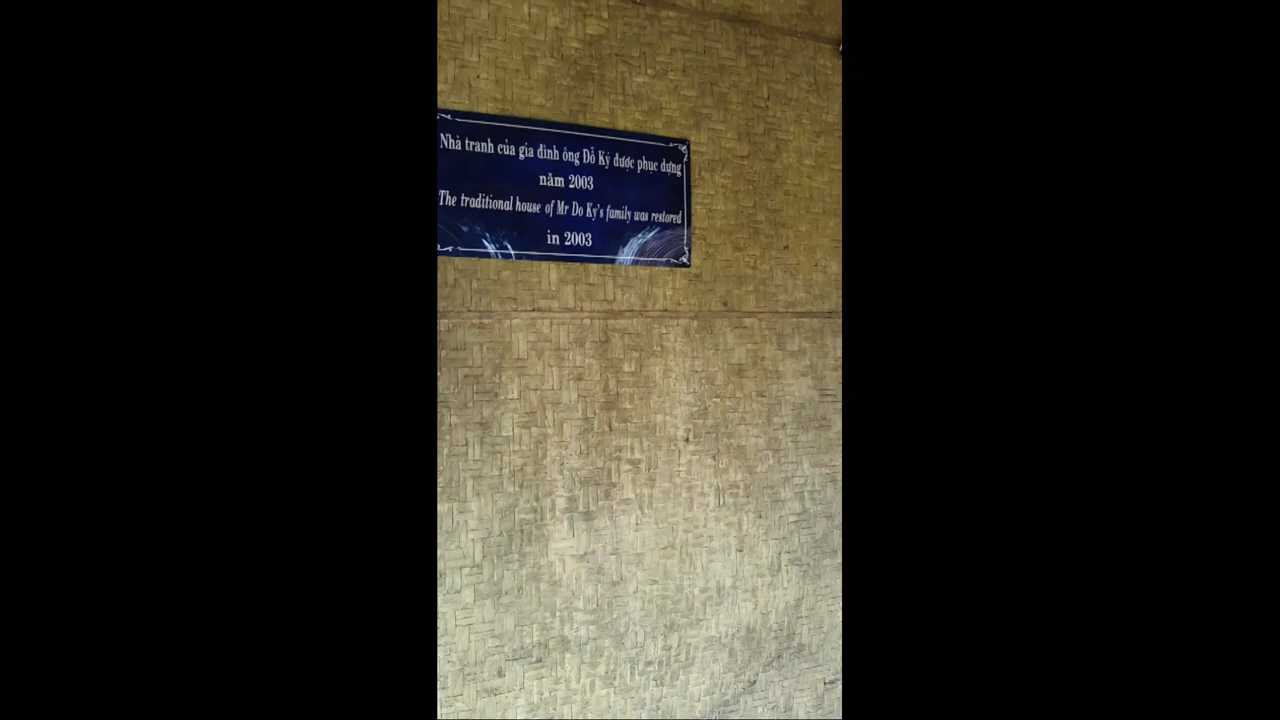 Nhà tranh của gia đình ông Đỗ Ký được phục dựng
năm 2003
The traditional house of Mr Do Ky's family was restored
in 2003